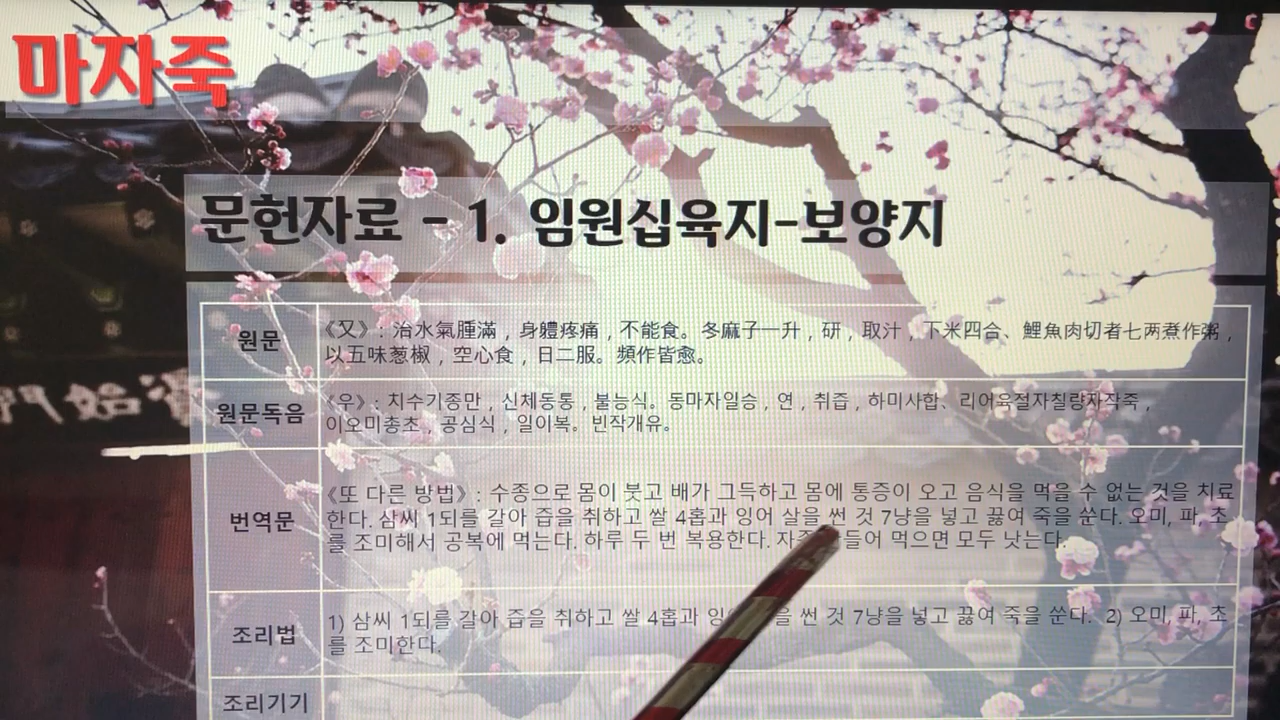 마자죽
문헌자료 - 1. 임원십육지-보양지
원문
《又》: 治水氣腫滿, 身軆疼痛, 不能食。冬麻子一升, 研, 取汁, 下米四合、鯉魚肉切者七两煮作粥,
以五味葱椒, 空心食, 日二服。頻作皆愈。
원문독음
《우》: 치수기종만, 신체동통, 불능식。동마자일승, 연, 취즙, 하미사합、리어육절자칠량자작죽,
이오미총초, 공심식, 일이복。빈작개유。
번역문
《또 다른 방법》: 수종으로 몸이 붓고 배가 그득하고 몸에 통증이 오고 음식을 먹을 수 없는 것을 치료
한다. 삼씨 1되를 갈아 즙을 취하고 쌀 4홉과 잉어 살을 썬 것 7냥을 넣고 끓여 죽을 쑨다. 오미, 파, 초
를 조미해서 공복에 먹는다. 하루 두 번 복용한다. 자주 들어 먹으면 모두 낫는다.
조리법
1) 삼씨 1되를 갈아 즙을 취하고 쌀 4홉과 썬 것 7냥을 넣고 끓여 죽을 쑨다. 2) 오미, 파, 초
를 조미한다.
조리기기
門始